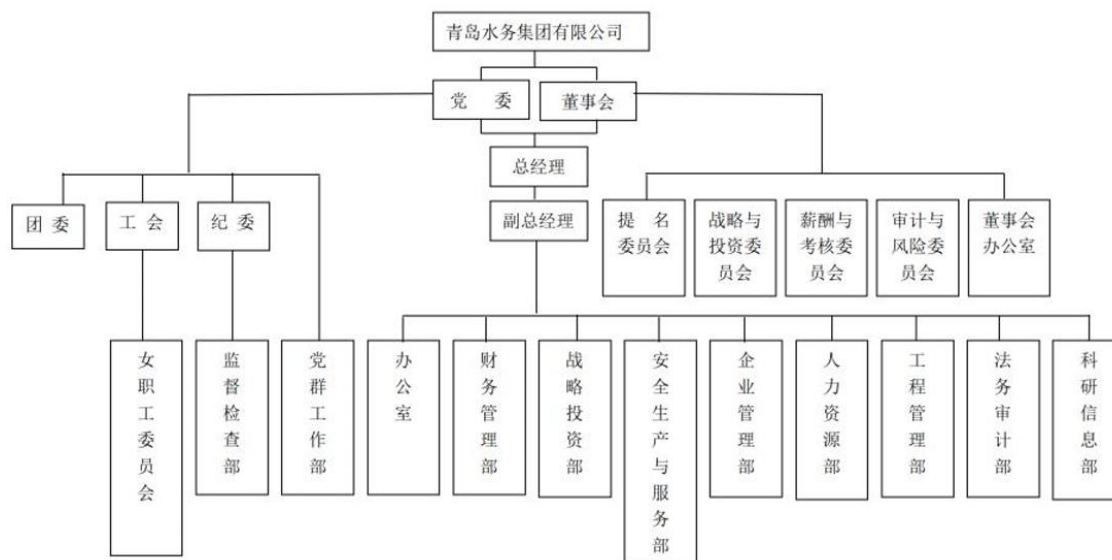 青岛水务集团有限公司
党 委
董事会
总经理
副总经理
团 委
工 会
纪 委
提 名
委员会
战略与
投资委
员会
薪酬与
考核委
员会
审计与
风险委
员会
董事会
办公室
女职工委员会
监督检查部
党群工作部
办公室
财务管理部
战略投资部
安全生产与服务部
企业管理部
人力资源部
工程管理部
法务审计部
科研信息部